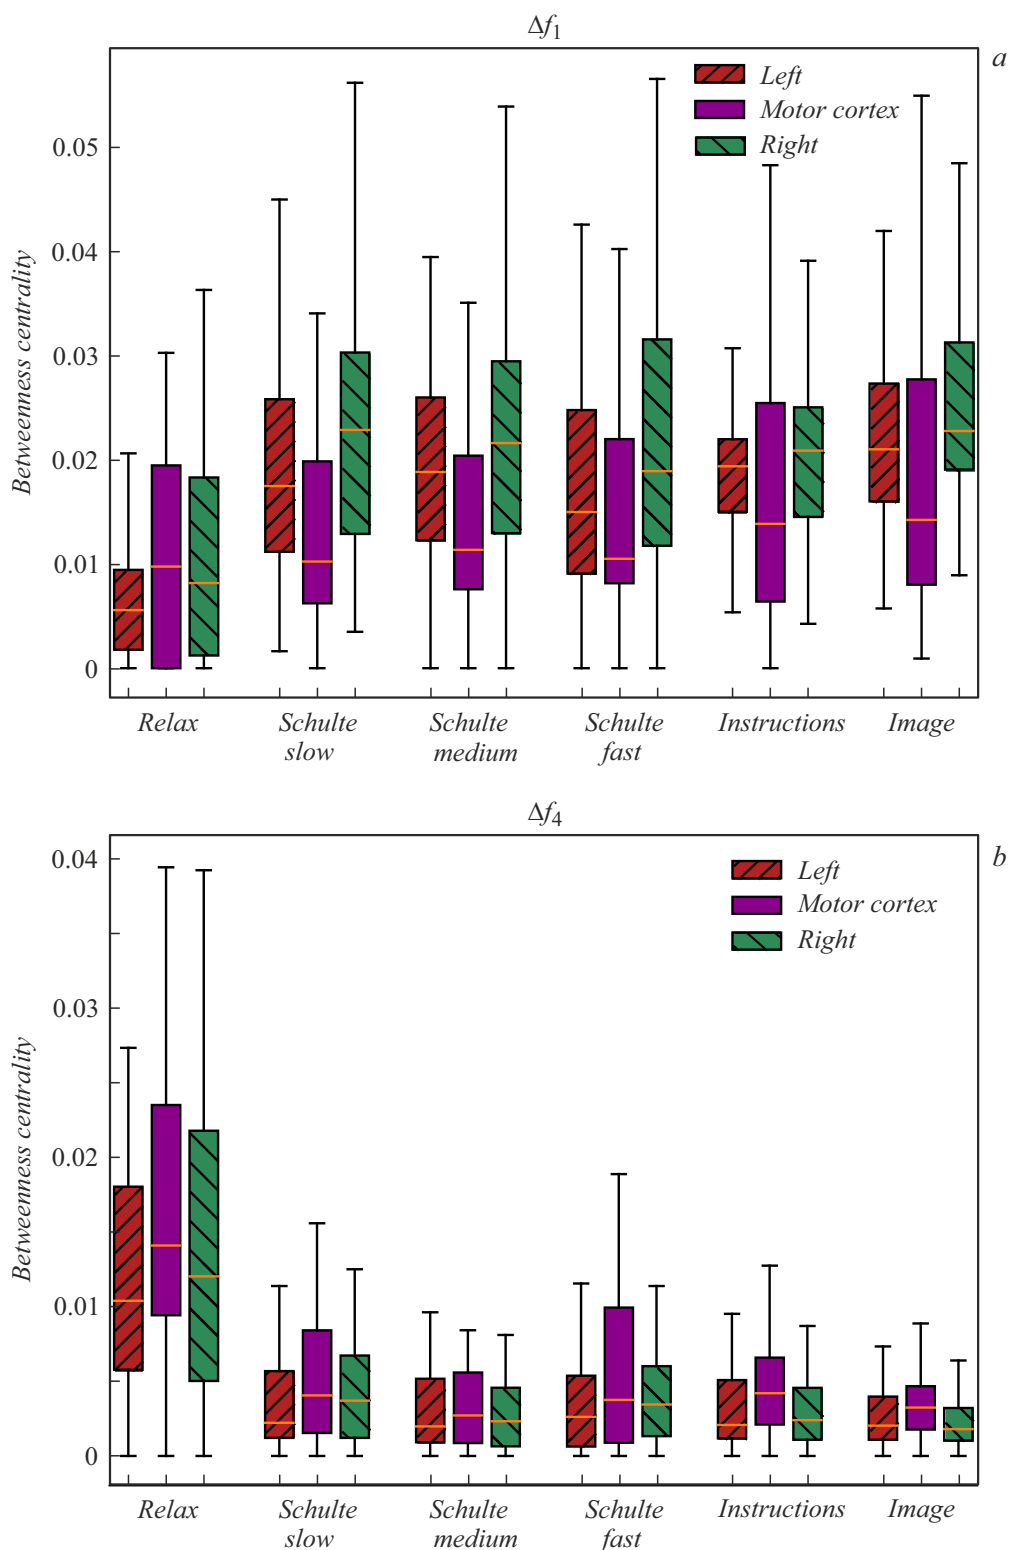 Δf1
a
Left
Motor cortex
Right
Betweenness centrality
0.05
0.04
0.03
0.02
0.01
0
Relax
Schulte slow
Schulte medium
Schulte fast
Instructions
Image
Δf4
b
Left
Motor cortex
Right
Betweenness centrality
0.04
0.03
0.02
0.01
0
Relax
Schulte slow
Schulte medium
Schulte fast
Instructions
Image